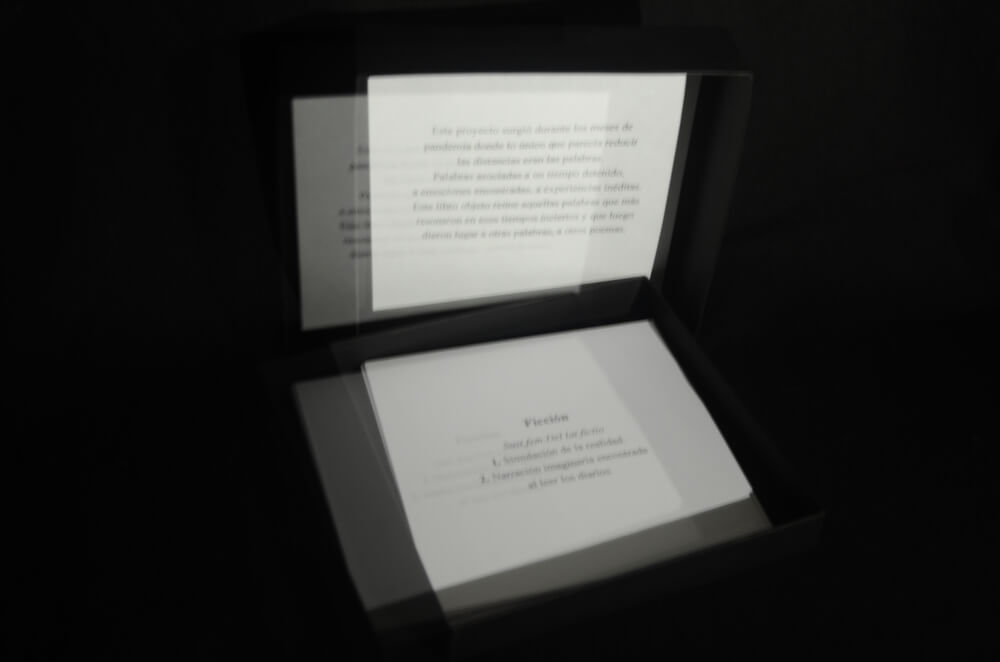 Este proyecto surgió durante los meses de
pandemia donde lo único que parecía reducir
las distancias eran las palabras.
Palabras asociadas a un tiempo detenido,
a emociones encontradas, a experiencias inéditas.
Este libro objeto reúne aquellas palabras que más
resonaron en esos tiempos inciertos y que luego
dieron lugar a otras palabras, a otros poemas.
Ficción
Sust. fem. Del lat. fictio
1. Simulación de la realidad.
2. Narración imaginaria encontrada
al leer los diarios.